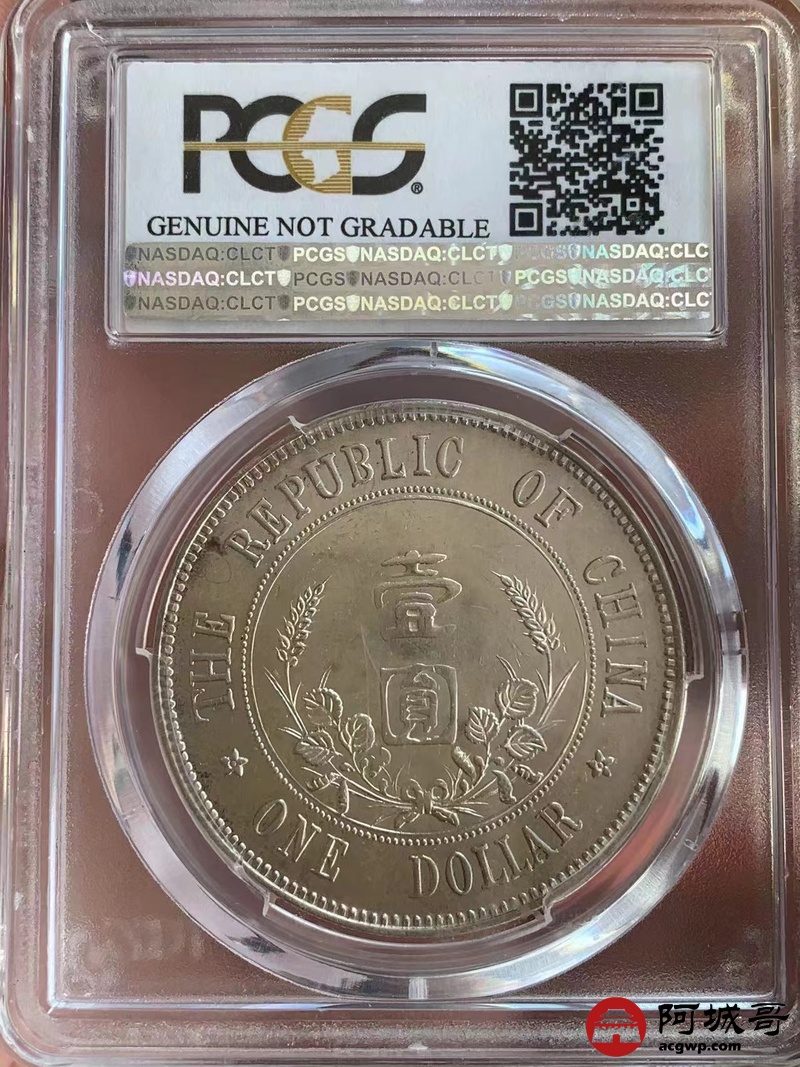 PCGS®
GENUINE NOT GRADABLE
NASDAQ:CLCT PCGS NASDAQ:CLCT PCGS NASDAQ:CLC
NASDAQ:CLCT PCGS NASDAQ:CLCT PCGS NASDAQ:CLC
NASDAQ:CLCT PCGS NASDAQ:CLCT PCGS NASDAQ:CLC
THE REPUBLIC OF CHINA
壹
圓
ONE DOLLAR
阿城哥
acgwp.com